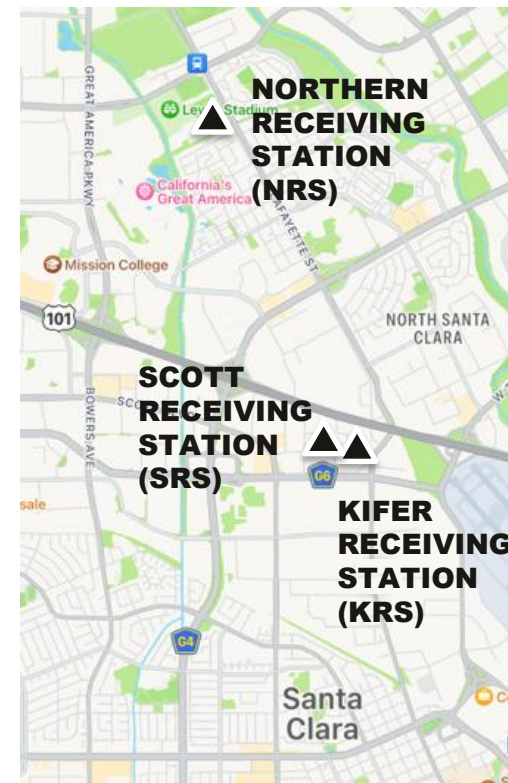 GREAT AMERICA PKWY
Levi
Stadium
NORTHERN
RECEIVING
STATION
(NRS)
California's
Great America
LAFAYETTE ST
Mission College
101
NORTH SANTA
CLARA
SCOTT
RECEIVING
STATION
(SRS)
BOWERS AVE
G6
KIFER
RECEIVING
STATION
(KRS)
G4
Santa
Clara